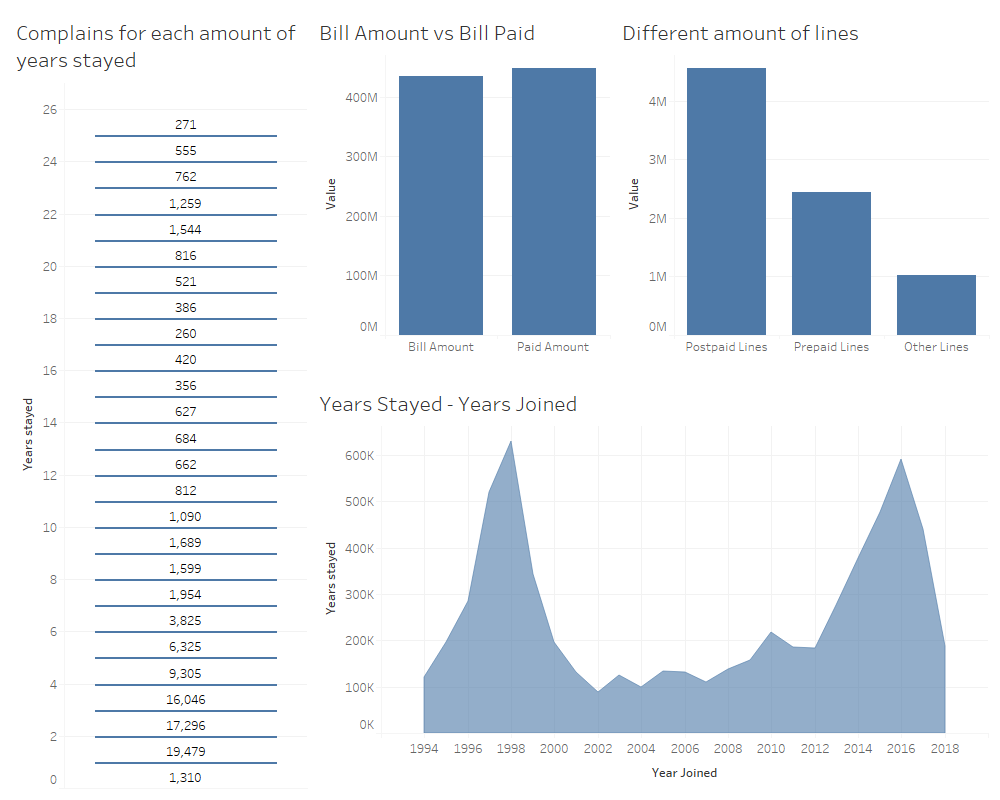 Complains for each amount of
years stayed
Years stayed
26
271
555
24
762
1,259
22
1,544
816
20
521
386
18
260
420
16
356
627
14
684
662
12
812
1,090
10
1,689
1,599
8
1,954
3,825
6
6,325
9,305
4
16,046
17,296
2
19,479
1,310
0
Bill Amount vs Bill Paid
Value
400M
300M
200M
100M
0M
Bill Amount Paid Amount
Different amount of lines
Value
4M
3M
2M
1M
0M
Postpaid Lines Prepaid Lines Other Lines
Years Stayed - Years Joined
Years stayed
600K
500K
400K
300K
200K
100K
0K
1994 1996 1998 2000 2002 2004 2006 2008 2010 2012 2014 2016 2018
Year Joined